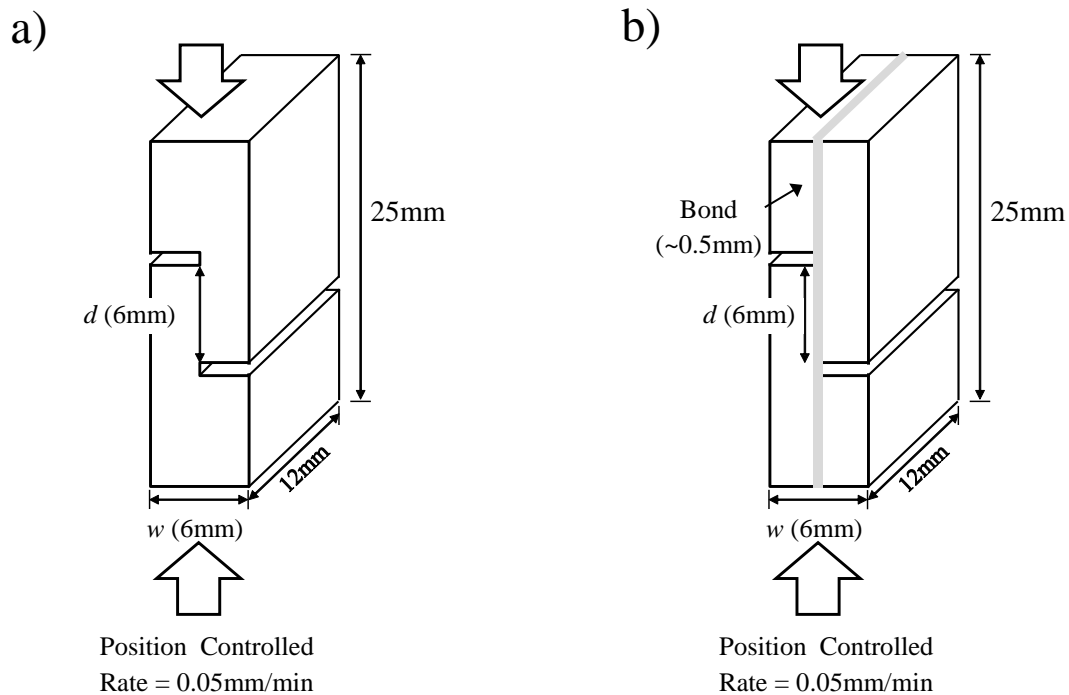 a)
25mm
d (6mm)
12mm
w (6mm)
Position Controlled
Rate = 0.05mm/min
b)
Bond
(~0.5mm)
25mm
d (6mm)
12mm
w (6mm)
Position Controlled
Rate = 0.05mm/min